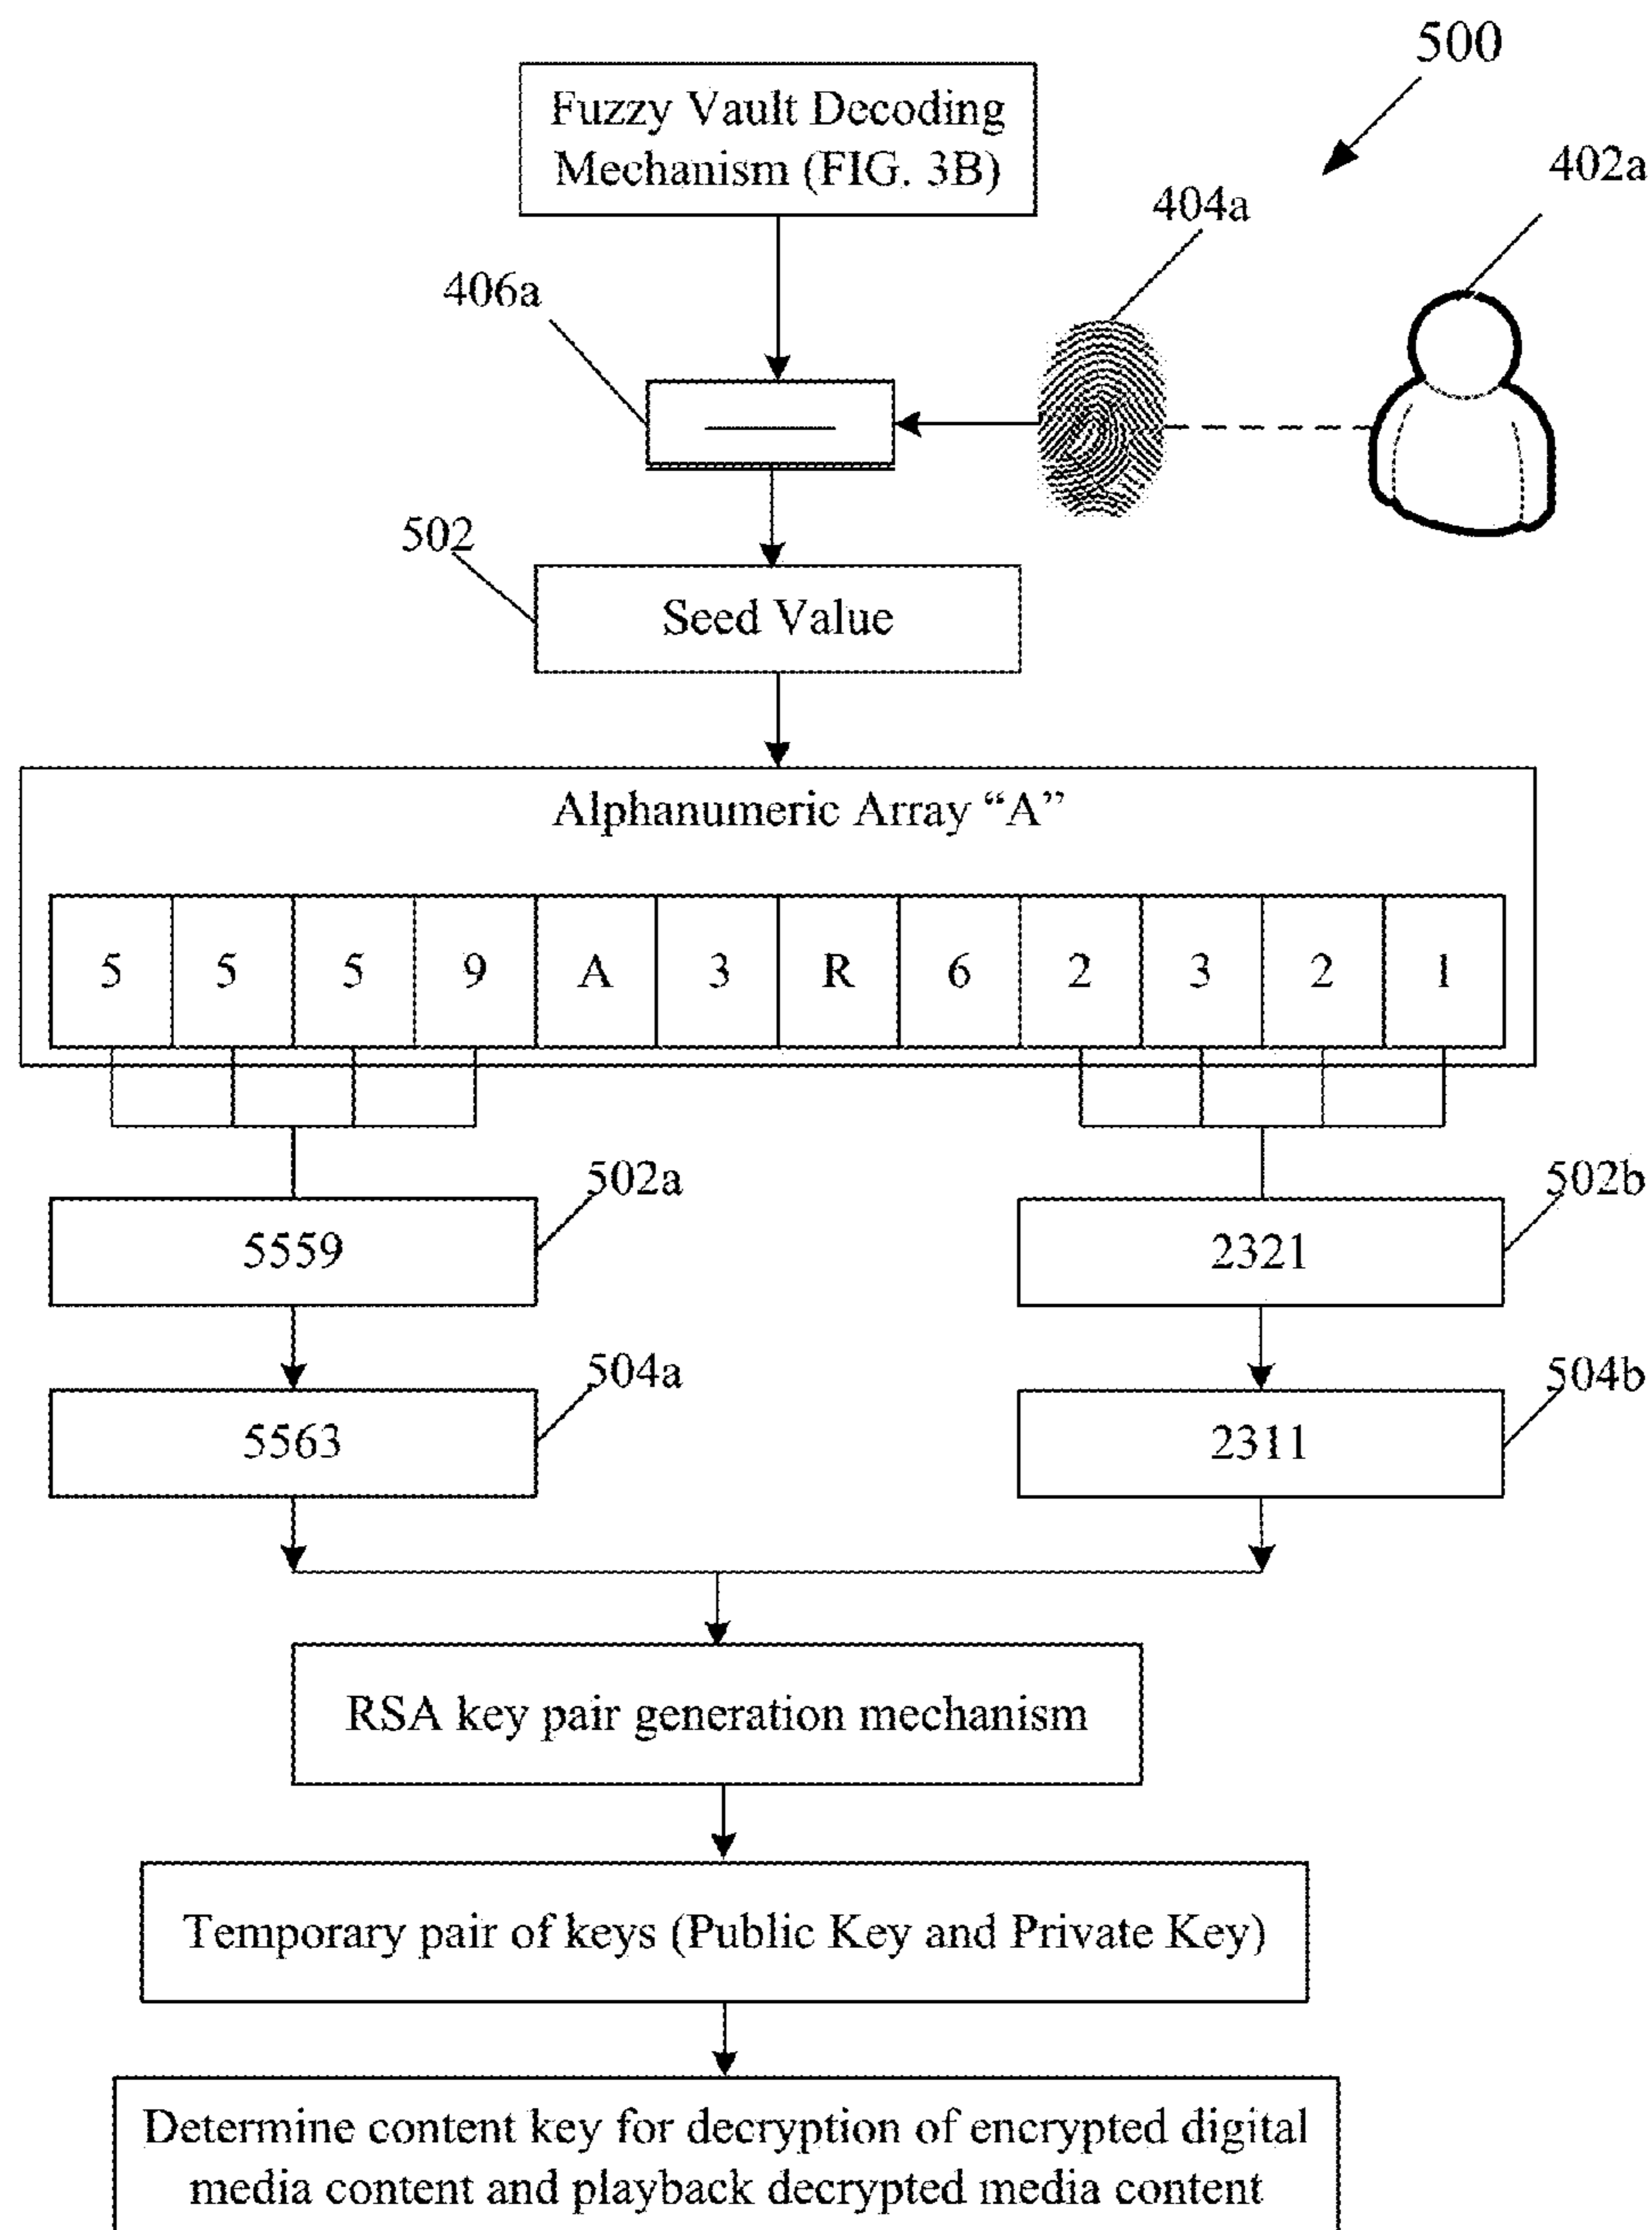 500
Fuzzy Vault Decoding
Mechanism (FIG. 3B)
402a
404a
406a
502
Seed Value
Alphanumeric Array “A”
5 5 5 9 A 3 R 6 2 3 2 1
502a
502b
5559
2321
504a
504b
5563
2311
RSA key pair generation mechanism
Temporary pair of keys (Public Key and Private Key)
Determine content key for decryption of encrypted digital
media content and playback decrypted media content